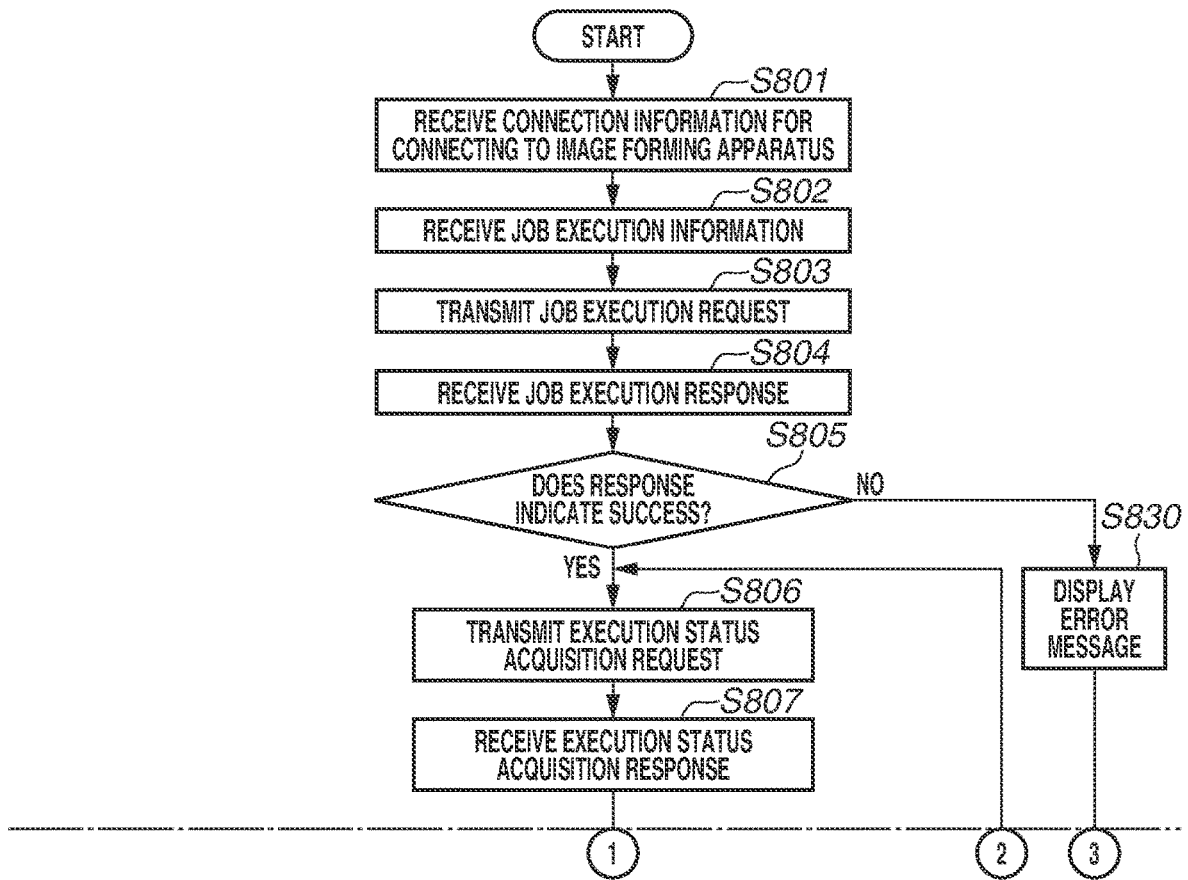 START
S801
RECEIVE CONNECTION INFORMATION FOR
CONNECTING TO IMAGE FORMING APPARATUS
S802
RECEIVE JOB EXECUTION INFORMATION
S803
TRANSMIT JOB EXECUTION REQUEST
S804
RECEIVE JOB EXECUTION RESPONSE
S805
DOES RESPONSE
INDICATE SUCCESS?
NO
YES
S830
DISPLAY
ERROR
MESSAGE
S806
TRANSMIT EXECUTION STATUS
ACQUISITION REQUEST
S807
RECEIVE EXECUTION STATUS
ACQUISITION RESPONSE
1
2
3